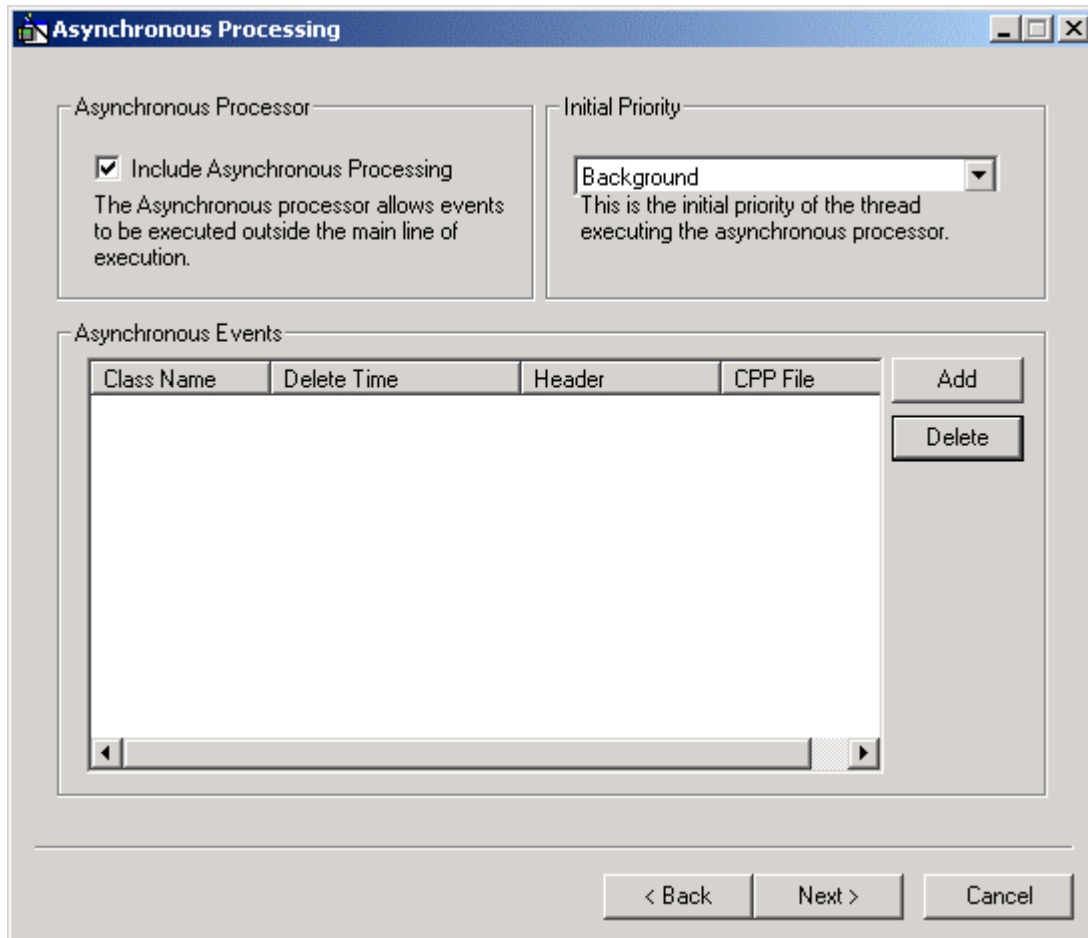 Asynchronous Processing
Asynchronous Processor
Include Asynchronous Processing
The Asynchronous processor allows events
to be executed outside the main line of
execution.
Initial Priority
Background
This is the initial priority of the thread
executing the asynchronous processor.
Asynchronous Events
Class Name Delete Time Header CPP File
Add
Delete
< Back Next > Cancel